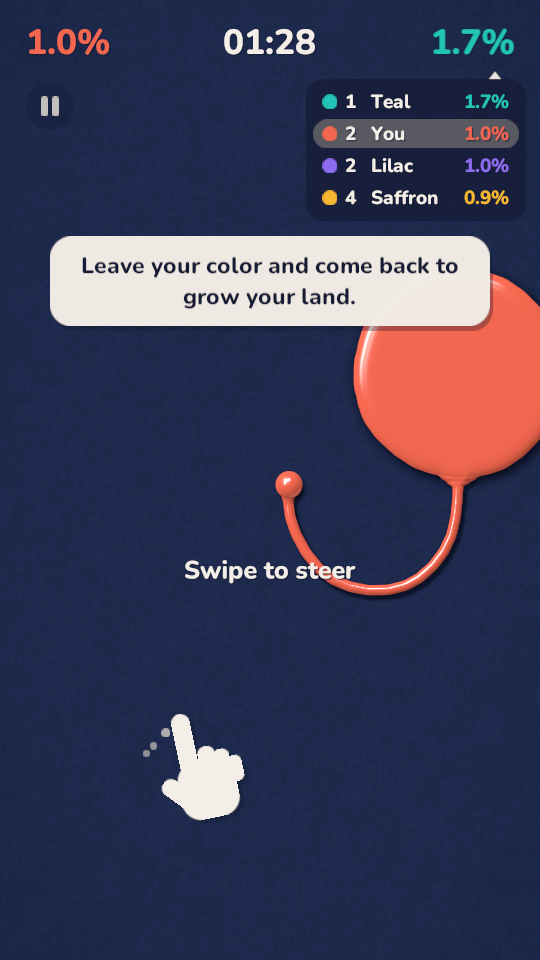 1.0% 01:28 1.7%
1 Teal 1.7%
2 You 1.0%
2 Lilac 1.0%
4 Saffron 0.9%
Leave your color and come back to
grow your land.
Swipe to steer